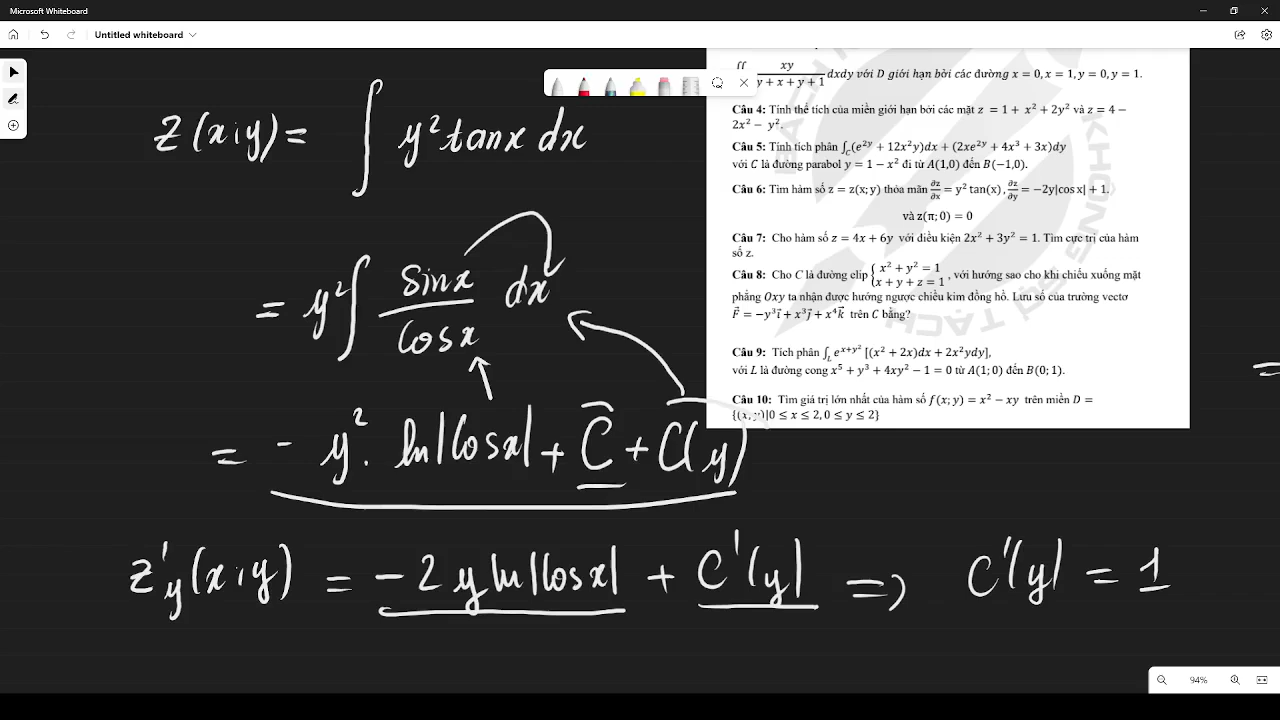 Microsoft Whiteboard
Untitled whiteboard
z(x;y) = ∫ y² tanx dx
= y² ∫ sinx / cosx dx
= - y². ln|cosx| + C̅ + C(y)
z'y(x;y) = -2y ln|cosx| + C'(y) => C'(y) = 1
∬ xy / y + x + y + 1 dxdy với D giới hạn bởi các đường x = 0, x = 1, y = 0, y = 1.
Câu 4: Tính thể tích của miền giới hạn bởi các mặt z = 1 + x² + 2y² và z = 4 −
2x² − y².
Câu 5: Tính tích phân ∫C(e^2y + 12x²y)dx + (2xe^2y + 4x³ + 3x)dy
với C là đường parabol y = 1 − x² đi từ A(1,0) đến B(−1,0).
Câu 6: Tìm hàm số z = z(x; y) thỏa mãn ∂z/∂x = y² tan(x), ∂z/∂y = −2y|cos x| + 1.
và z(π; 0) = 0
Câu 7: Cho hàm số z = 4x + 6y với điều kiện 2x² + 3y² = 1. Tìm cực trị của hàm
số z.
Câu 8: Cho C là đường elip { x² + y² = 1
x + y + z = 1 , với hướng sao cho khi chiếu xuống mặt
phẳng Oxy ta nhận được hướng ngược chiều kim đồng hồ. Lưu số của trường vectơ
F⃗ = −y³i⃗ + x³j⃗ + x⁴k⃗ trên C bằng?
Câu 9: Tích phân ∫L e^x+y² [(x² + 2x)dx + 2x²ydy],
với L là đường cong x⁵ + y³ + 4xy² − 1 = 0 từ A(1; 0) đến B(0; 1).
Câu 10: Tìm giá trị lớn nhất của hàm số f(x; y) = x² − xy trên miền D =
{(x, y)|0 ≤ x ≤ 2, 0 ≤ y ≤ 2}
=
94%